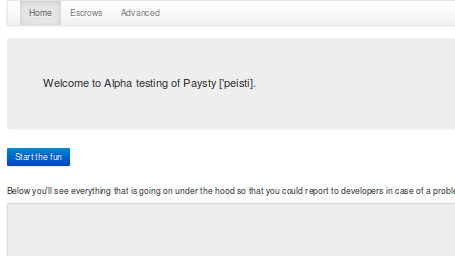 Home Escrows Advanced
Welcome to Alpha testing of Paysty ['peisti].
Start the fun
Below you'll see everything that is going on under the hood so that you could report to developers in case of a